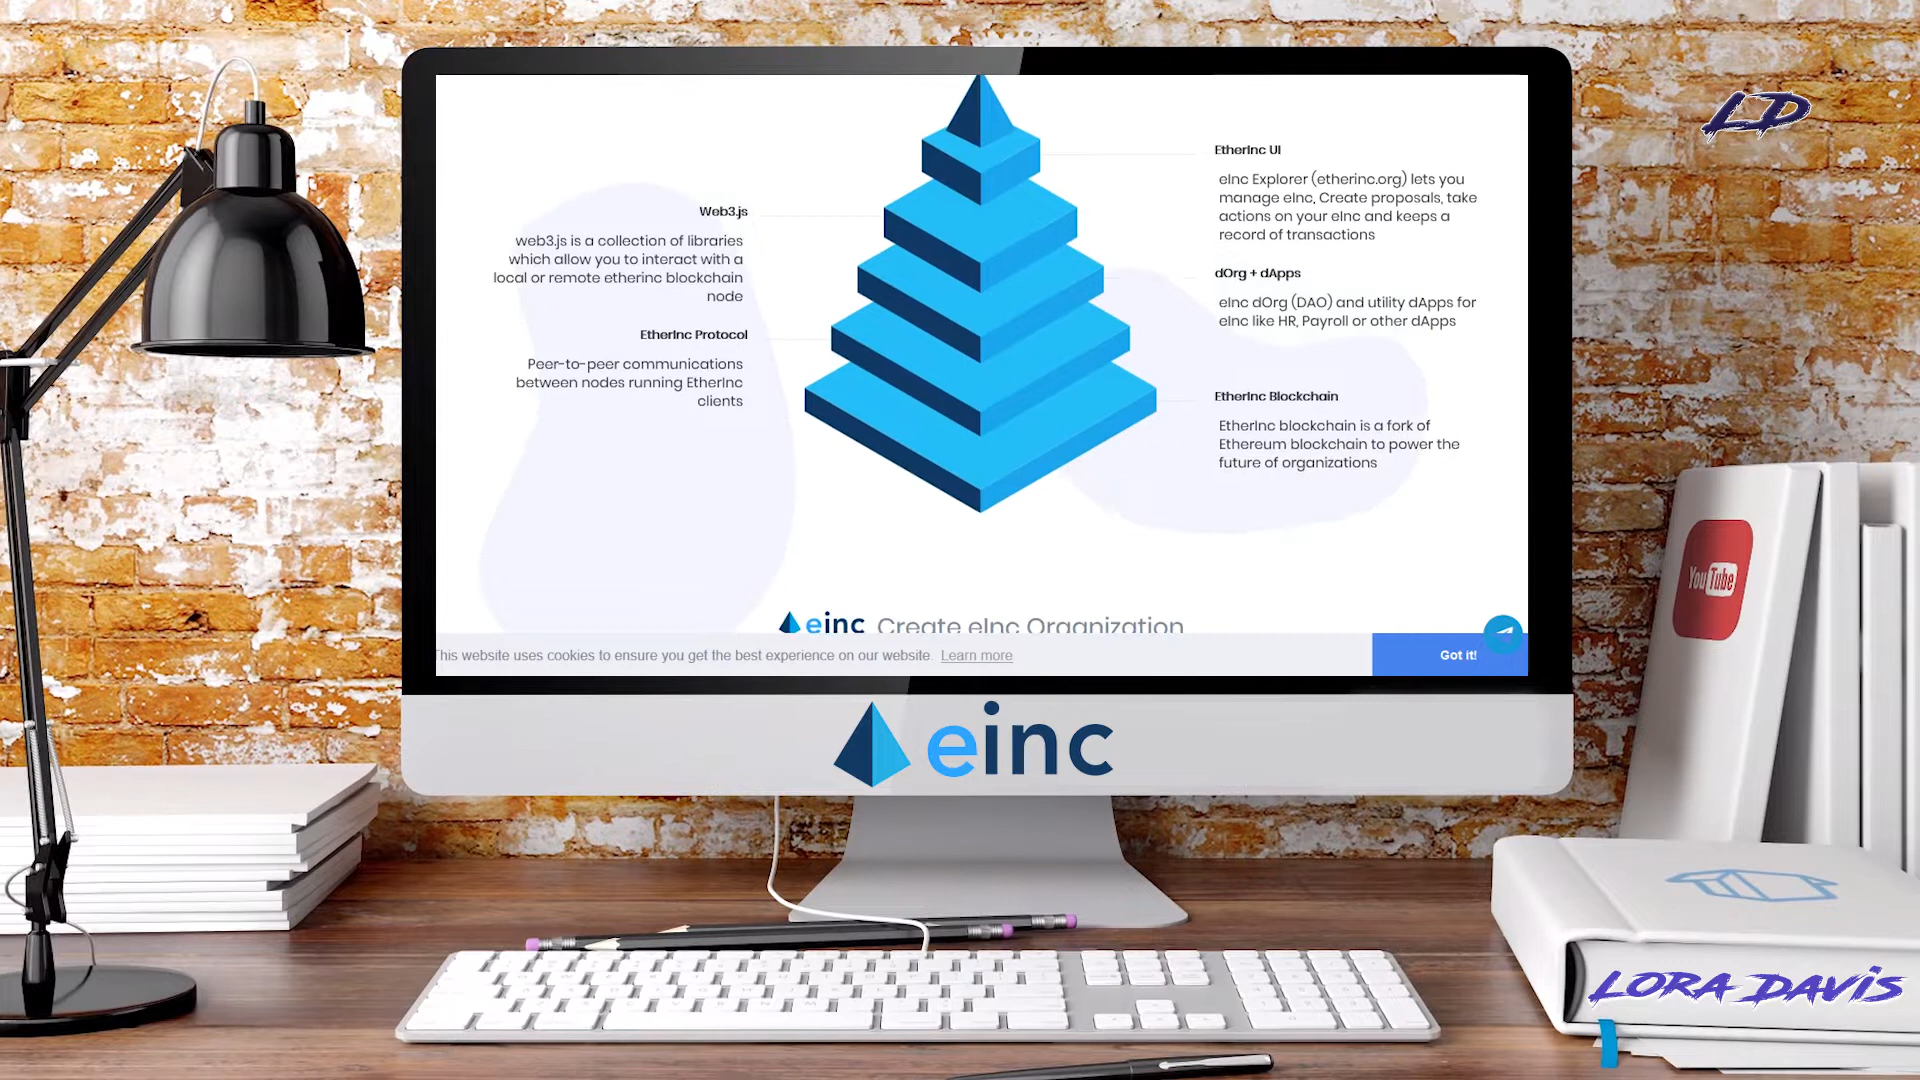 LD
EtherInc UI
eInc Explorer (etherinc.org) lets you
manage eInc, Create proposals, take
actions on your eInc and keeps a
record of transactions
Web3.js
web3.js is a collection of libraries
which allow you to interact with a
local or remote etherinc blockchain
node
dOrg + dApps
eInc dOrg (DAO) and utility dApps for
eInc like HR, Payroll or other dApps
EtherInc Protocol
Peer-to-peer communications
between nodes running EtherInc
clients
EtherInc Blockchain
EtherInc blockchain is a fork of
Ethereum blockchain to power the
future of organizations
YouTube
einc Create eInc Organization
This website uses cookies to ensure you get the best experience on our website. Learn more
Got it!
einc
LORA DAVIS